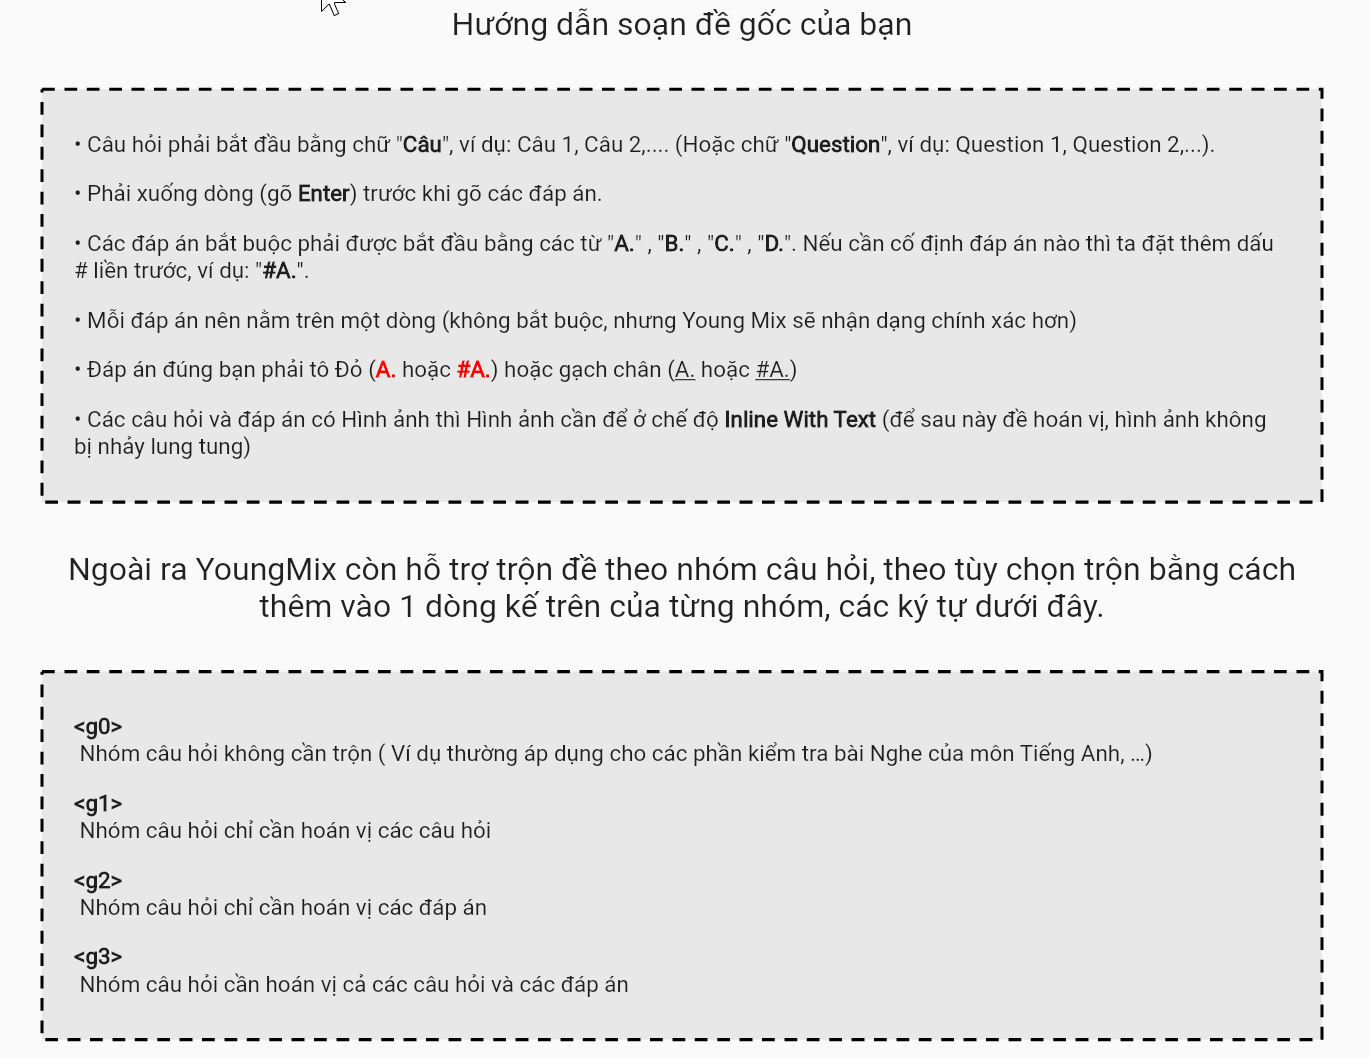 Hướng dẫn soạn đề gốc của bạn
• Câu hỏi phải bắt đầu bằng chữ "Câu", ví dụ: Câu 1, Câu 2,.... (Hoặc chữ "Question", ví dụ: Question 1, Question 2,...).
• Phải xuống dòng (gõ Enter) trước khi gõ các đáp án.
• Các đáp án bắt buộc phải được bắt đầu bằng các từ "A." , "B." , "C." , "D.". Nếu cần cố định đáp án nào thì ta đặt thêm dấu
# liền trước, ví dụ: "#A.".
• Mỗi đáp án nên nằm trên một dòng (không bắt buộc, nhưng Young Mix sẽ nhận dạng chính xác hơn)
• Đáp án đúng bạn phải tô Đỏ (A. hoặc #A.) hoặc gạch chân (A. hoặc #A.)
• Các câu hỏi và đáp án có Hình ảnh thì Hình ảnh cần để ở chế độ Inline With Text (để sau này đề hoán vị, hình ảnh không
bị nhảy lung tung)
Ngoài ra YoungMix còn hỗ trợ trộn đề theo nhóm câu hỏi, theo tùy chọn trộn bằng cách
thêm vào 1 dòng kế trên của từng nhóm, các ký tự dưới đây.
<g0>
Nhóm câu hỏi không cần trộn ( Ví dụ thường áp dụng cho các phần kiểm tra bài Nghe của môn Tiếng Anh, ...)
<g1>
Nhóm câu hỏi chỉ cần hoán vị các câu hỏi
<g2>
Nhóm câu hỏi chỉ cần hoán vị các đáp án
<g3>
Nhóm câu hỏi cần hoán vị cả các câu hỏi và các đáp án